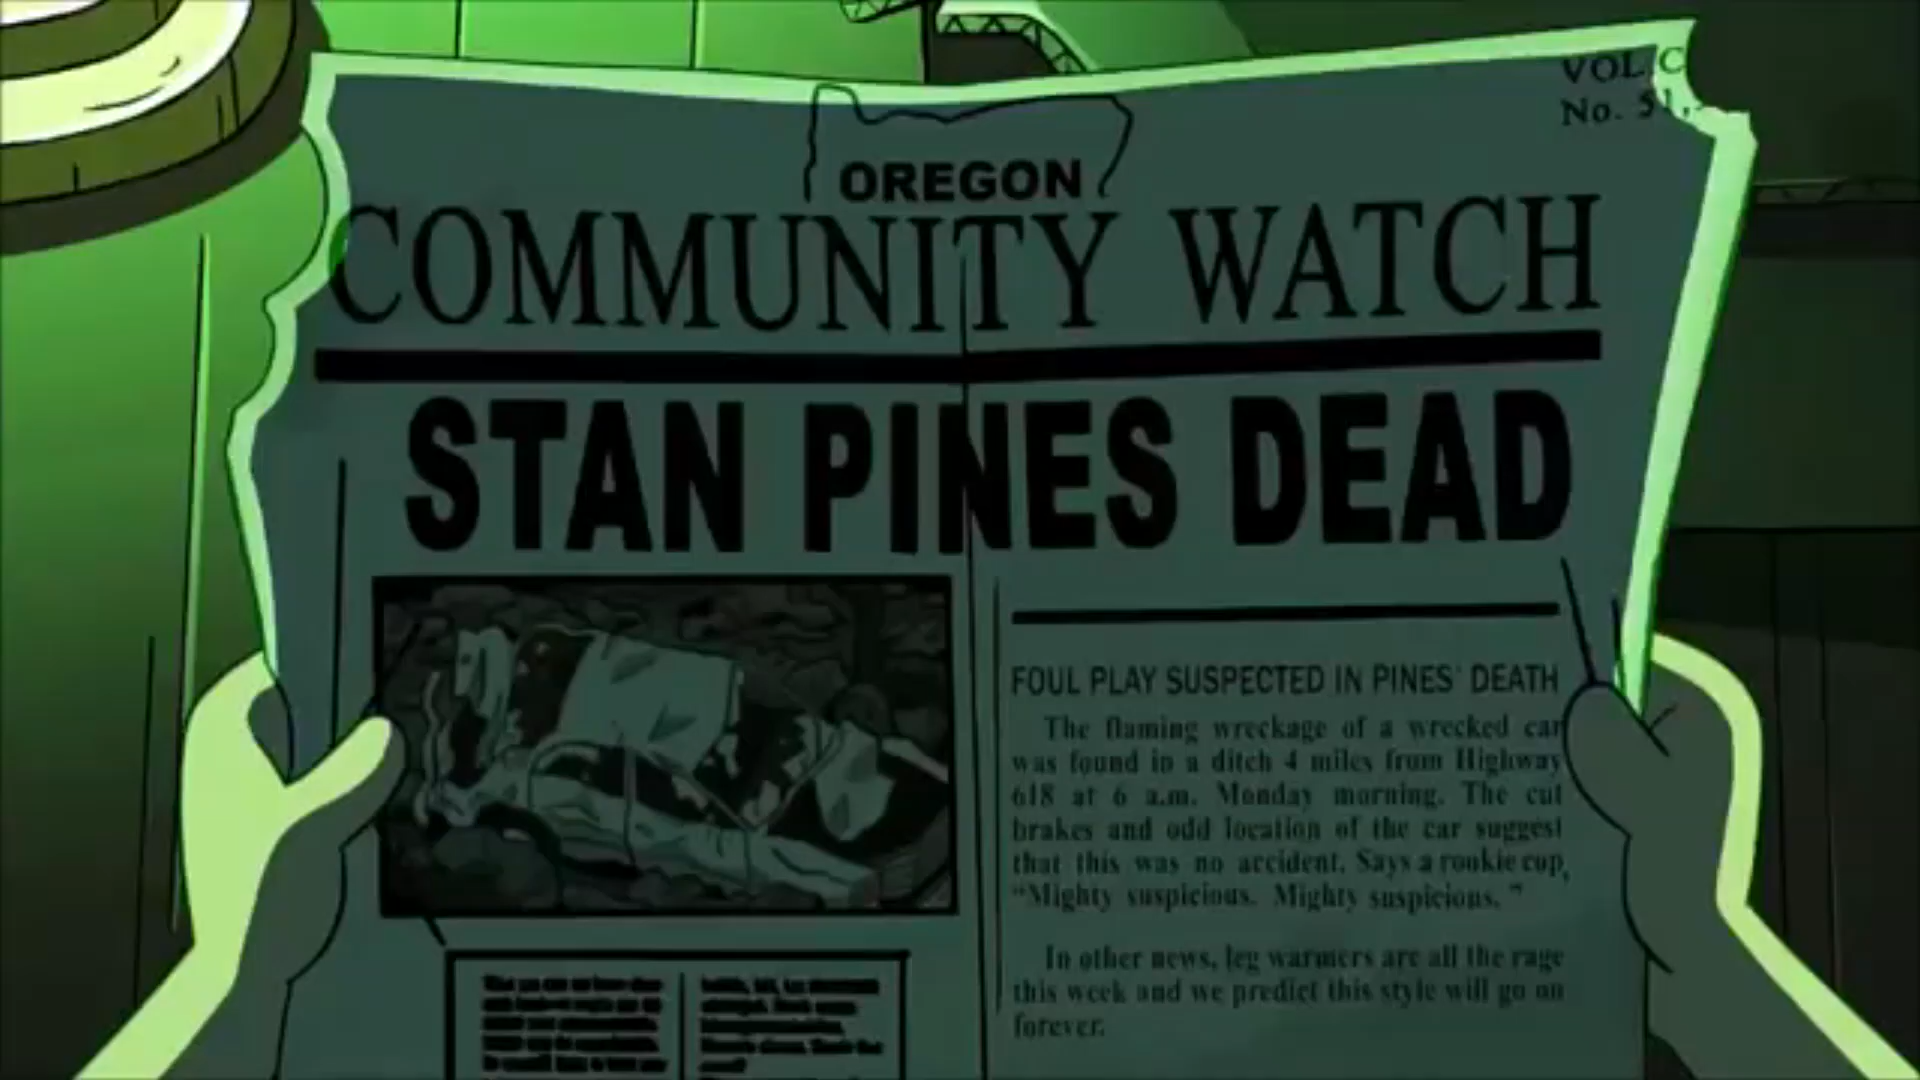 VOL. C
No. 51,
OREGON
COMMUNITY WATCH
STAN PINES DEAD
FOUL PLAY SUSPECTED IN PINES' DEATH
The flaming wreckage of a wrecked car
was found in a ditch 4 miles from Highway
618 at 6 a.m. Monday morning. The cut
brakes and odd location of the car suggest
that this was no accident. Says a rookie cop,
"Mighty suspicious. Mighty suspicious. "
In other news, leg warmers are all the rage
this week and we predict this style will go on
forever.